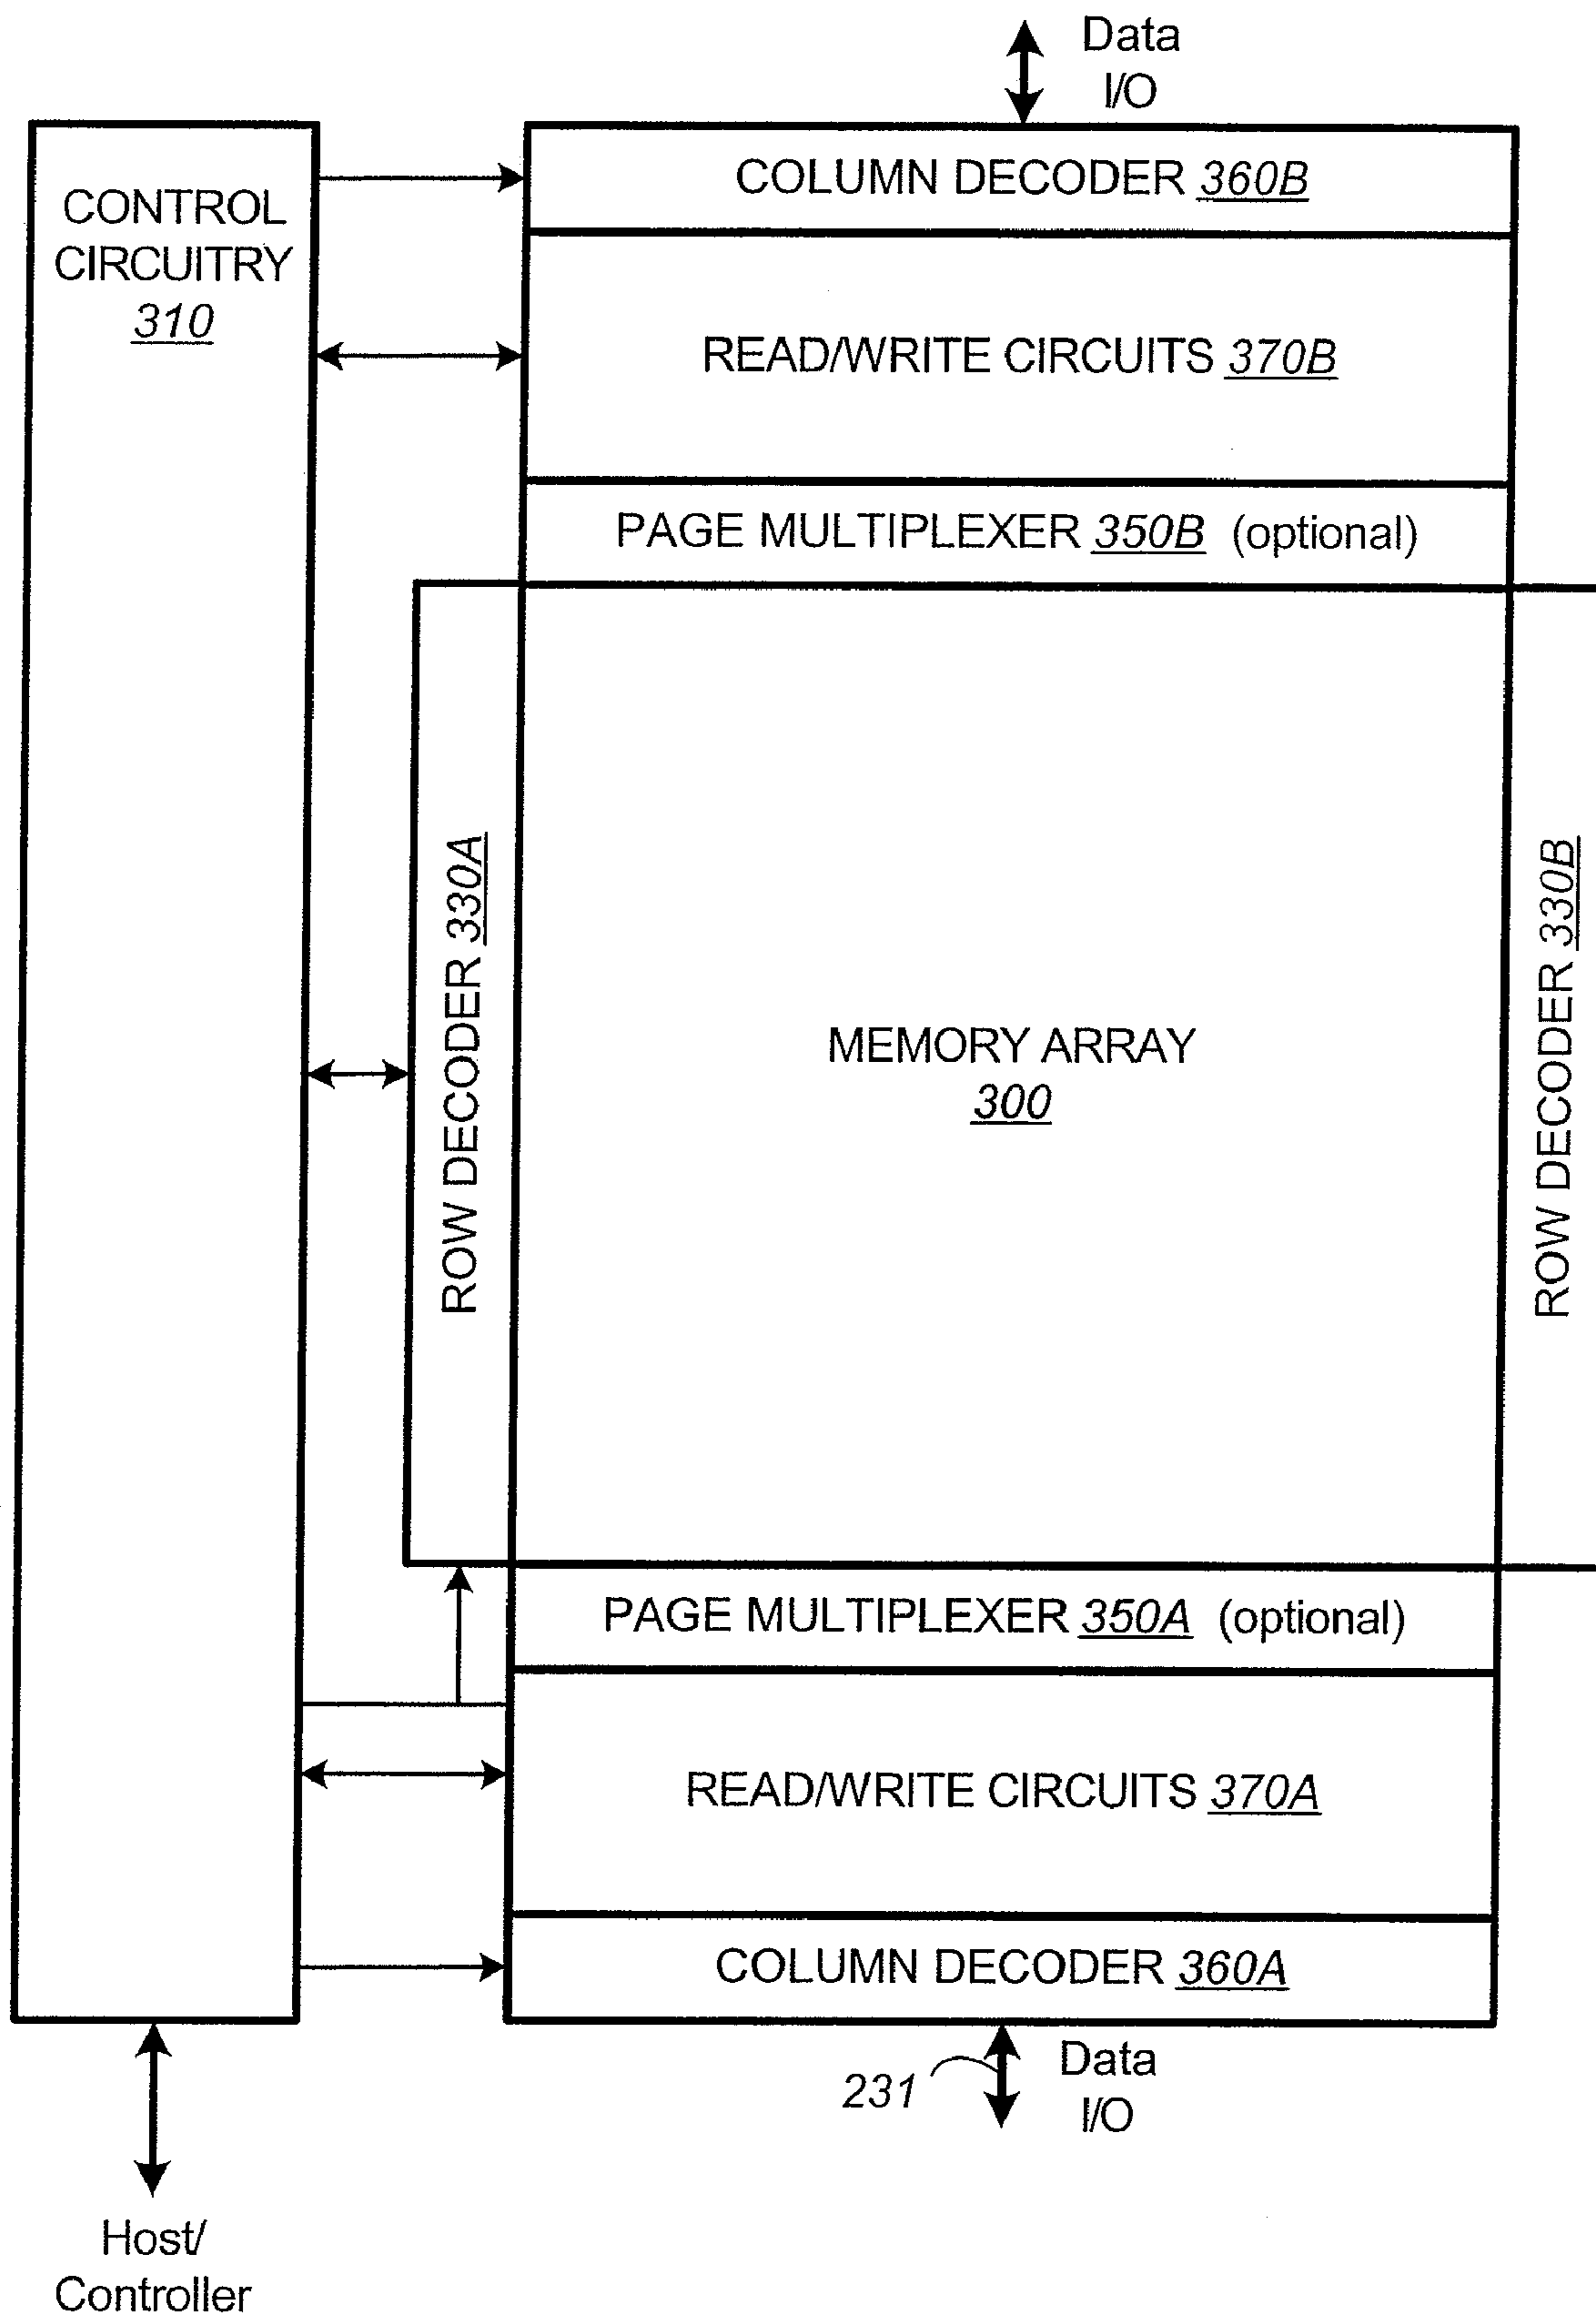 Data
I/O
COLUMN DECODER 360B
CONTROL
CIRCUITRY
310
READ/WRITE CIRCUITS 370B
PAGE MULTIPLEXER 350B (optional)
ROW DECODER 330A
MEMORY ARRAY
300
ROW DECODER 330B
PAGE MULTIPLEXER 350A (optional)
READ/WRITE CIRCUITS 370A
COLUMN DECODER 360A
231
Data
I/O
Host/
Controller